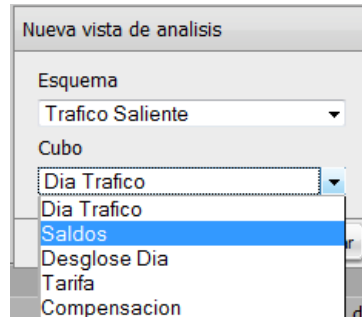 Nueva vista de analisis
Esquema
Trafico Saliente
Cubo
Dia Trafico
Dia Trafico
Saldos
Desglose Dia
Tarifa
Compensacion